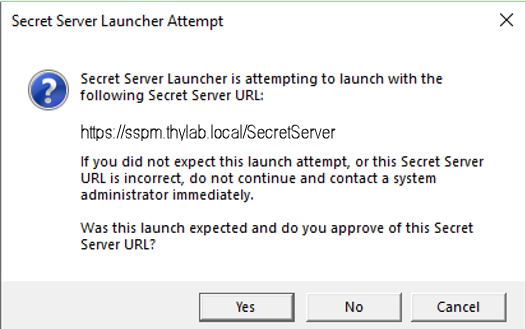 Secret Server Launcher Attempt
Secret Server Launcher is attempting to launch with the
following Secret Server URL:
https://sspm.thylab.local/SecretServer
If you did not expect this launch attempt, or this Secret Server
URL is incorrect, do not continue and contact a system
administrator immediately.
Was this launch expected and do you approve of this Secret
Server URL?
Yes No Cancel